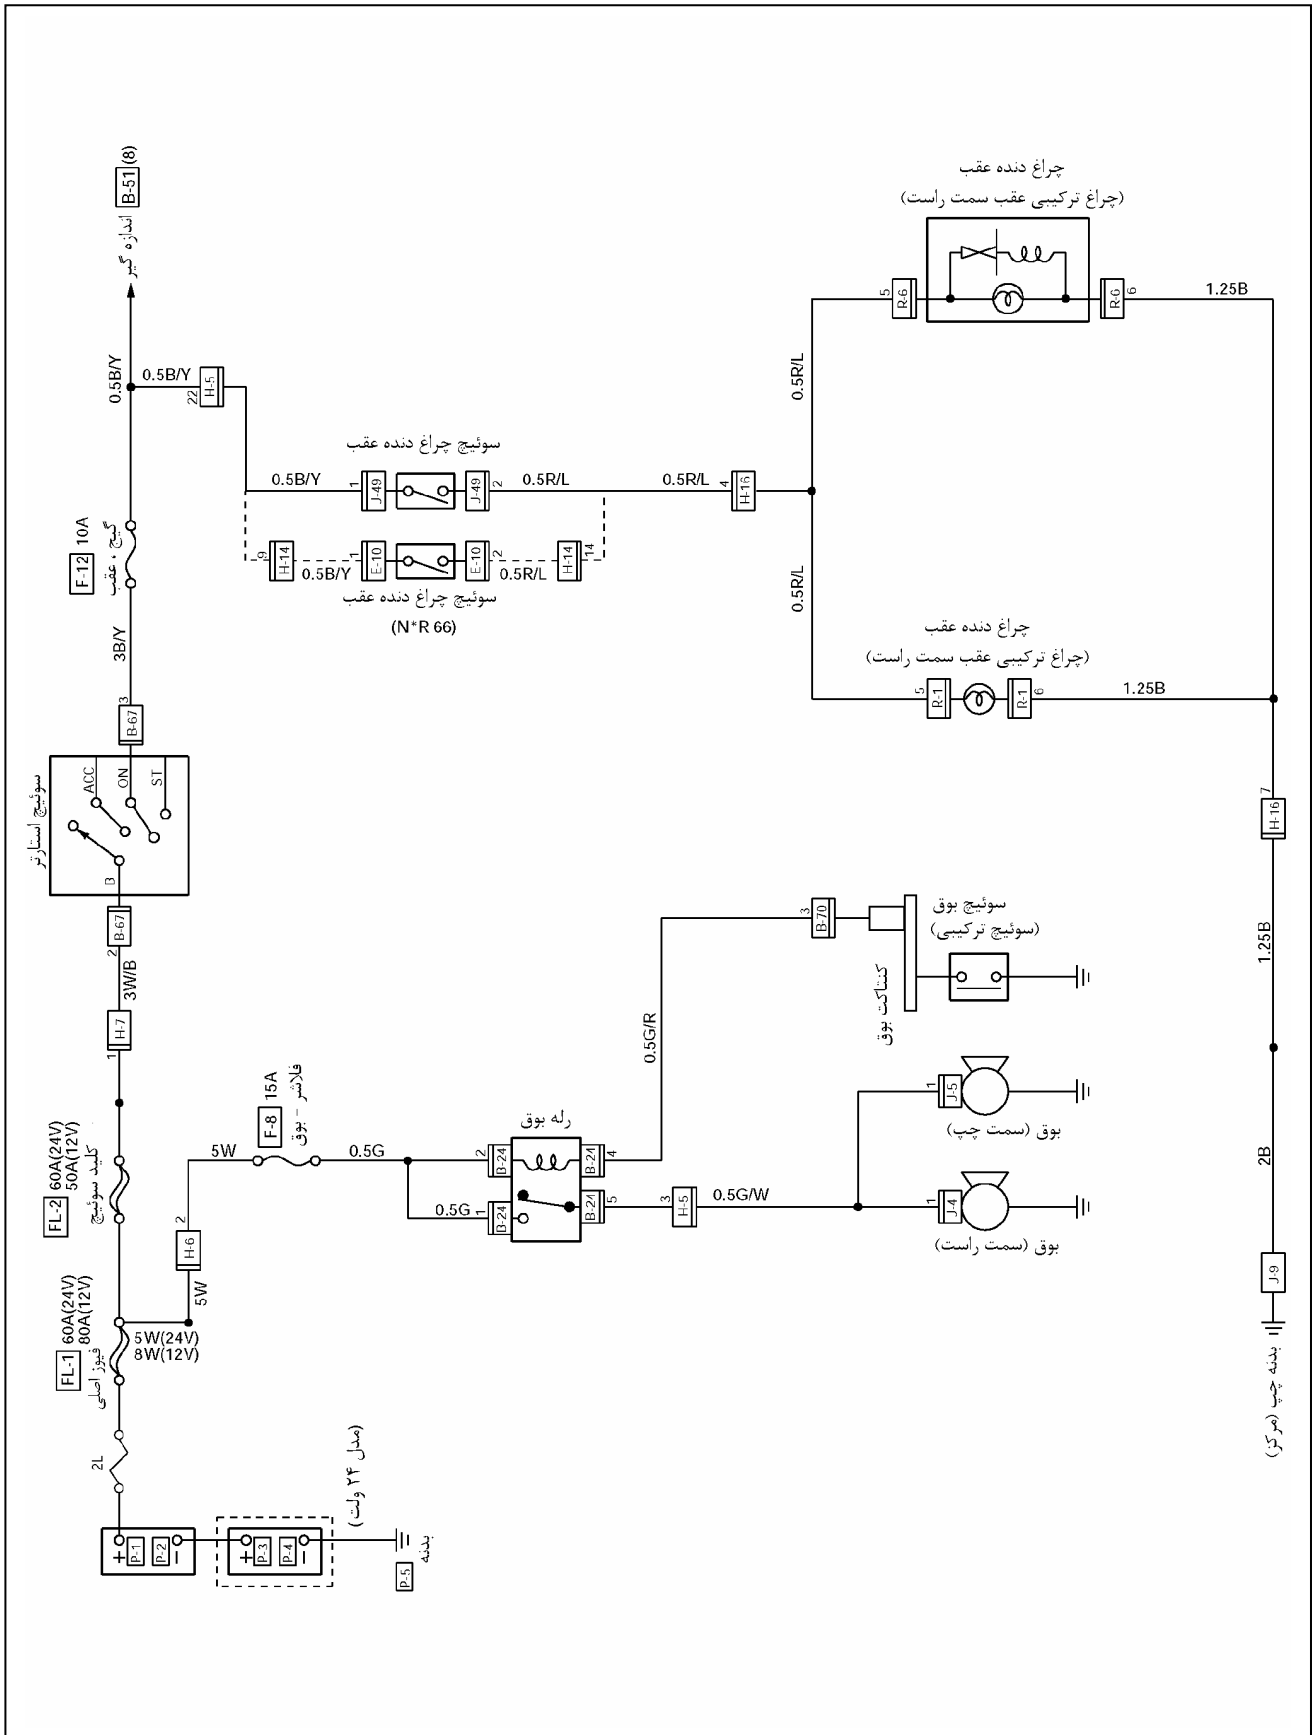 B-51 (8)
اندازه گیر
0.5B/Y
0.5B/Y
22
H-5
F-12 10A
گیج ، عقب
3B/Y
3
B-67
سوئیچ استارتر
ACC
ON
ST
B
B-67
2
3W/B
H-7
1
FL-2
60A(24V)
50A(12V)
کلید سوئیچ
FL-1
60A(24V)
80A(12V)
فیوز اصلی
5W(24V)
8W(12V)
2L
+
P-1
P-2
−
+
P-3
P-4
−
(مدل ۲۴ ولت)
P-5
بدنه
سوئیچ چراغ دنده عقب
0.5B/Y
1
J-49
J-49
2
0.5R/L
0.5R/L
4
H-16
9
H-14
0.5B/Y
1
E-10
E-10
2
0.5R/L
H-14
14
سوئیچ چراغ دنده عقب
(N*R 66)
چراغ دنده عقب
(چراغ ترکیبی عقب سمت راست)
5
R-6
R-6
6
1.25B
0.5R/L
0.5R/L
چراغ دنده عقب
(چراغ ترکیبی عقب سمت راست)
5
R-1
R-1
6
1.25B
7
H-16
1.25B
2B
J-9
بدنه چپ (مرکز)
5W
2
H-6
5W
F-8 15A
فلاشر - بوق
0.5G
0.5G
رله بوق
2
B-24
B-24
4
1
B-24
B-24
5
0.5G/R
3
B-70
سوئیچ بوق
(سوئیچ ترکیبی)
کنتاکت بوق
3
H-5
0.5G/W
1
J-5
بوق (سمت چپ)
1
J-4
بوق (سمت راست)